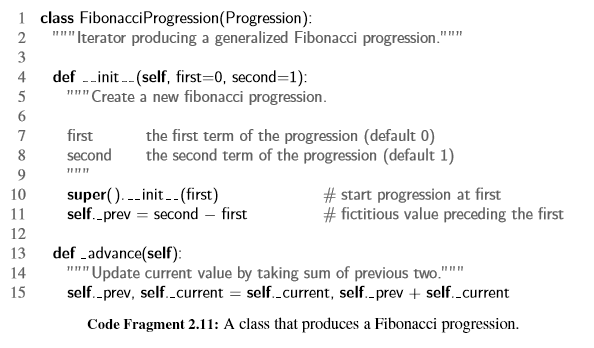 1 class FibonacciProgression(Progression):
2 """Iterator producing a generalized Fibonacci progression."""
3
4 def __init__(self, first=0, second=1):
5 """Create a new fibonacci progression.
6
7 first the first term of the progression (default 0)
8 second the second term of the progression (default 1)
9 """
10 super().__init__(first) # start progression at first
11 self._prev = second − first # fictitious value preceding the first
12
13 def _advance(self):
14 """Update current value by taking sum of previous two."""
15 self._prev, self._current = self._current, self._prev + self._current
Code Fragment 2.11: A class that produces a Fibonacci progression.